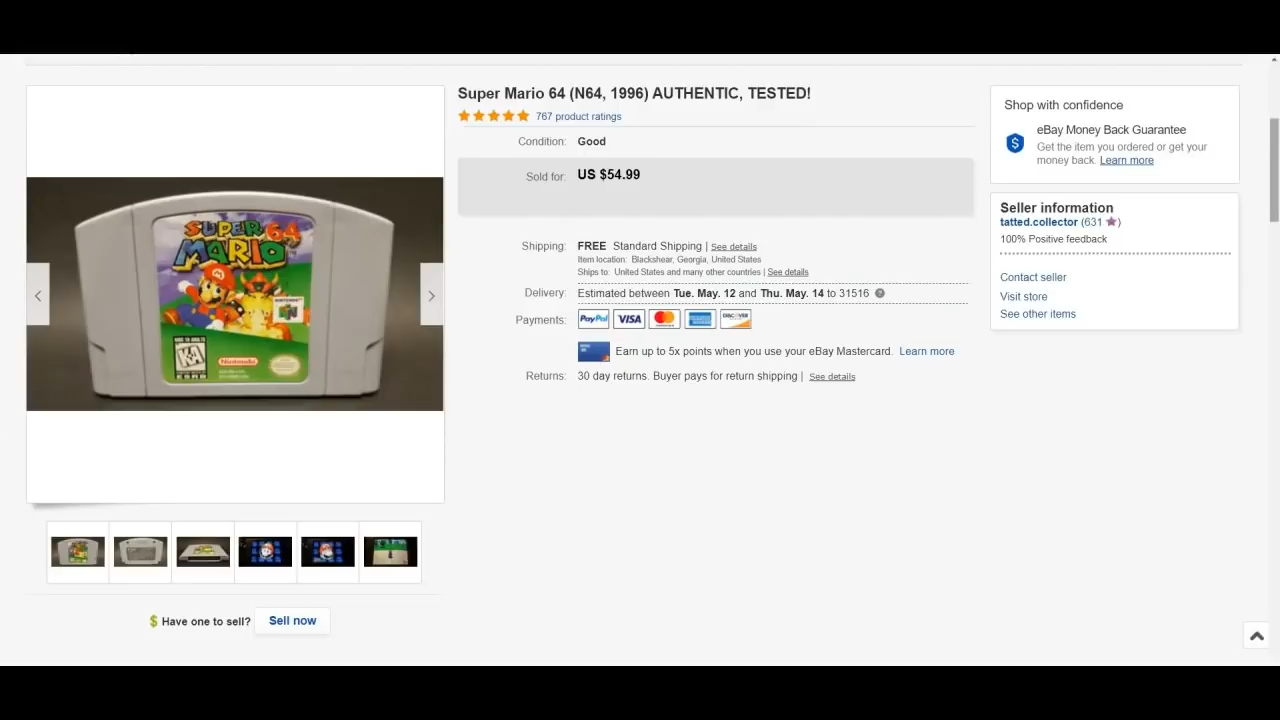 Super Mario 64 (N64, 1996) AUTHENTIC, TESTED!
767 product ratings
Condition: Good
Sold for: US $54.99
Shipping: FREE Standard Shipping | See details
Item location: Blackshear, Georgia, United States
Ships to: United States and many other countries | See details
Delivery: Estimated between Tue. May. 12 and Thu. May. 14 to 31516
Payments: PayPal VISA
DISCOVER
Earn up to 5x points when you use your eBay Mastercard. Learn more
Returns: 30 day returns. Buyer pays for return shipping | See details
Shop with confidence
eBay Money Back Guarantee
Get the item you ordered or get your
money back. Learn more
Seller information
tatted.collector (631 )
100% Positive feedback
Contact seller
Visit store
See other items
SUPER
MARIO 64
NINTENDO 64
KA
Nintendo
$ Have one to sell? Sell now